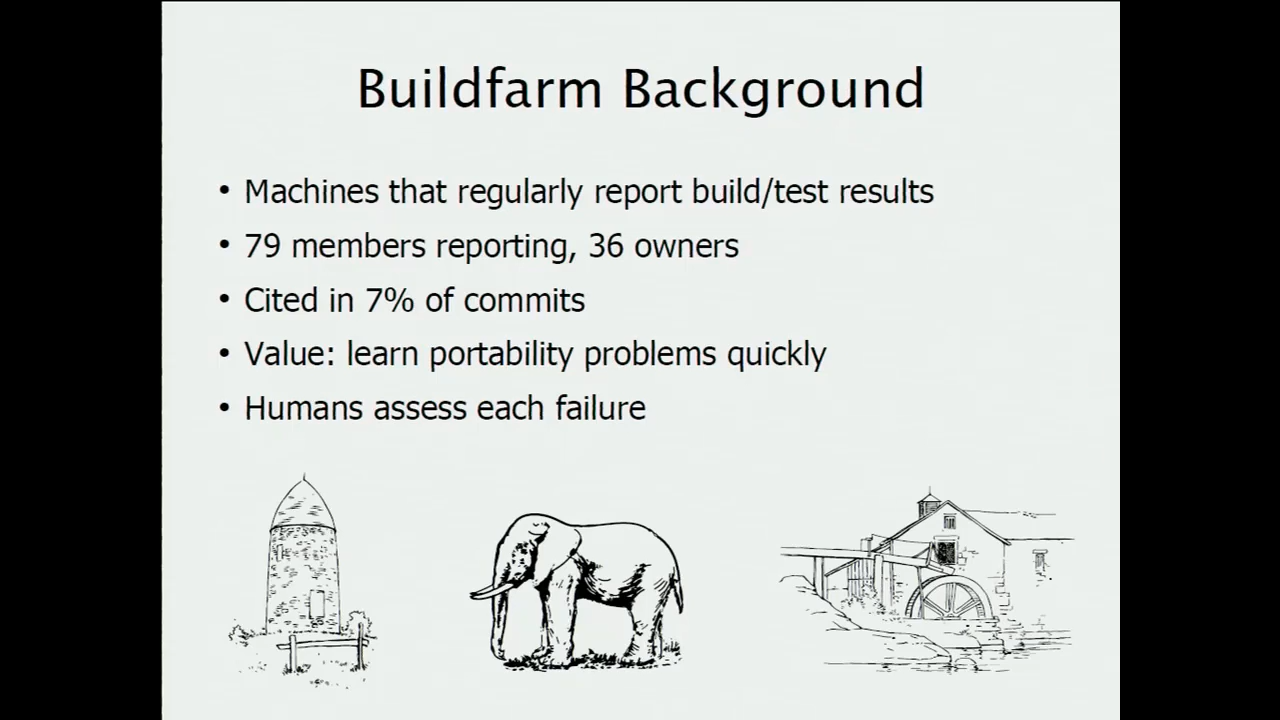 Buildfarm Background
• Machines that regularly report build/test results
• 79 members reporting, 36 owners
• Cited in 7% of commits
• Value: learn portability problems quickly
• Humans assess each failure